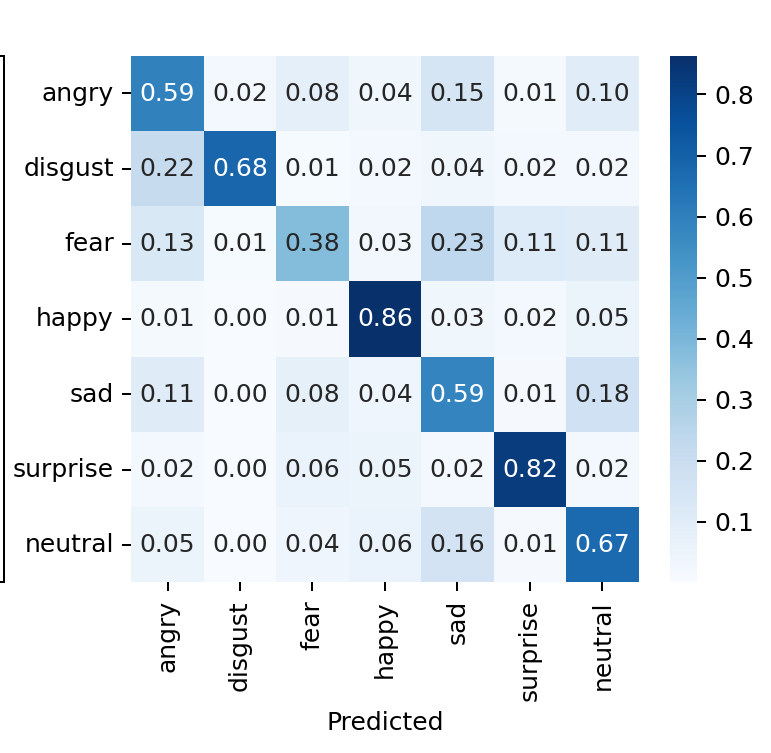 angry 0.59 0.02 0.08 0.04 0.15 0.01 0.10
disgust 0.22 0.68 0.01 0.02 0.04 0.02 0.02
fear 0.13 0.01 0.38 0.03 0.23 0.11 0.11
happy 0.01 0.00 0.01 0.86 0.03 0.02 0.05
sad 0.11 0.00 0.08 0.04 0.59 0.01 0.18
surprise 0.02 0.00 0.06 0.05 0.02 0.82 0.02
neutral 0.05 0.00 0.04 0.06 0.16 0.01 0.67
angry disgust fear happy sad surprise neutral
Predicted
0.8
0.7
0.6
0.5
0.4
0.3
0.2
0.1